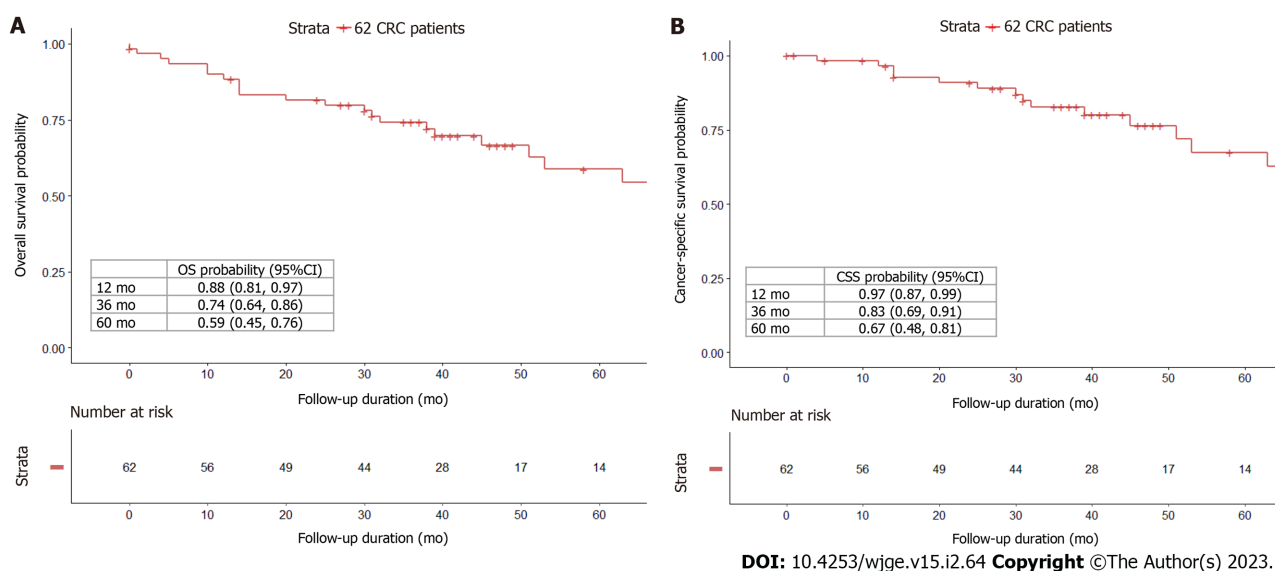 A
Strata 62 CRC patients
Overall survival probability
1.00
0.75
0.50
0.25
0.00
OS probability (95%CI)
12 mo 0.88 (0.81, 0.97)
36 mo 0.74 (0.64, 0.86)
60 mo 0.59 (0.45, 0.76)
0 10 20 30 40 50 60
Follow-up duration (mo)
Number at risk
Strata
62 56 49 44 28 17 14
0 10 20 30 40 50 60
Follow-up duration (mo)
B
Strata 62 CRC patients
Cancer-specific survival probability
1.00
0.75
0.50
0.25
0.00
CSS probability (95%CI)
12 mo 0.97 (0.87, 0.99)
36 mo 0.83 (0.69, 0.91)
60 mo 0.67 (0.48, 0.81)
0 10 20 30 40 50 60
Follow-up duration (mo)
Number at risk
Strata
62 56 49 44 28 17 14
0 10 20 30 40 50 60
Follow-up duration (mo)
DOI: 10.4253/wjge.v15.i2.64 Copyright ©The Author(s) 2023.